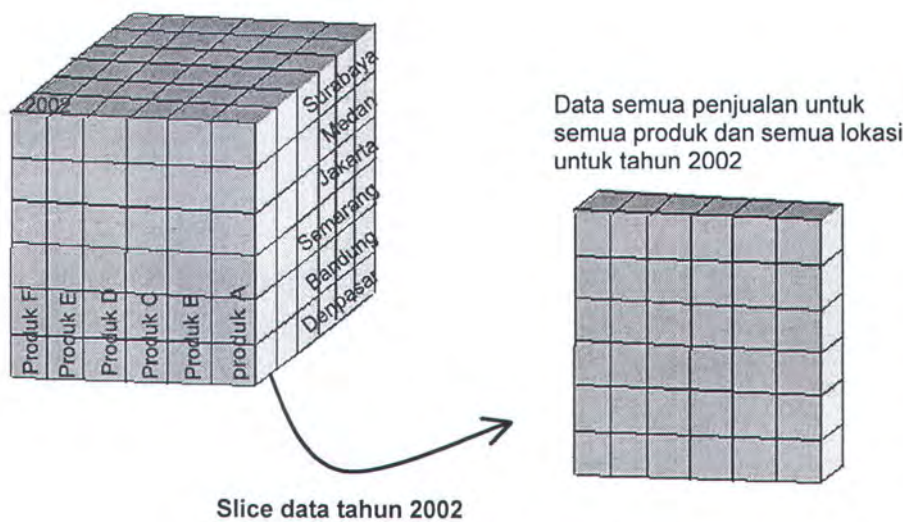 2002
Surabaya
Medan
Jakarta
Semarang
Bandung
Denpasar
Produk F
Produk E
Produk D
Produk C
Produk B
produk A
Data semua penjualan untuk
semua produk dan semua lokasi
untuk tahun 2002
Slice data tahun 2002